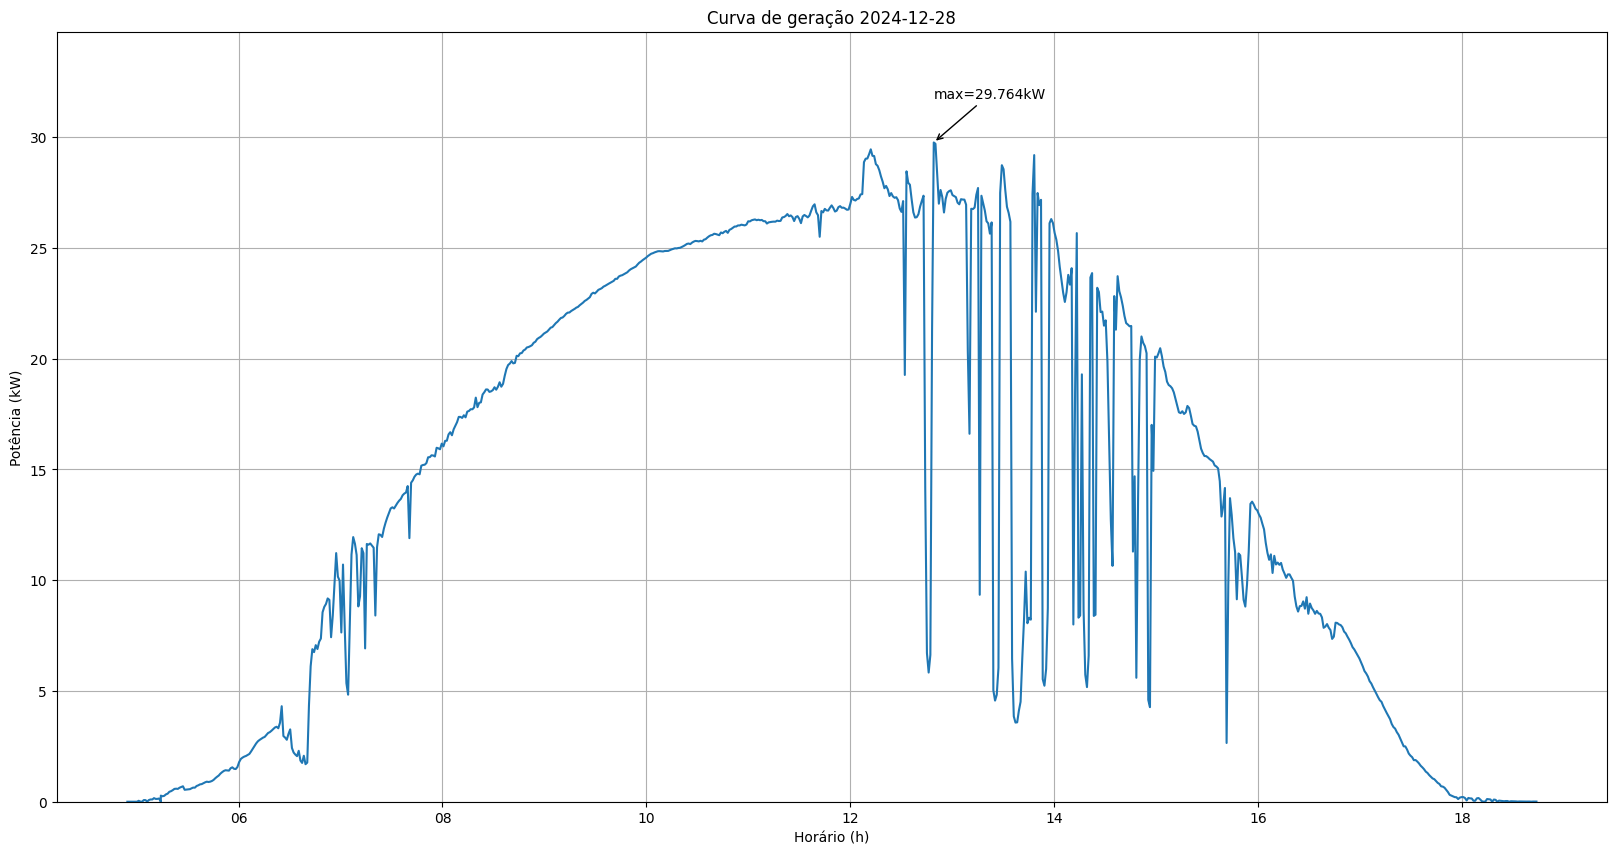 Curva de geração 2024-12-28
max=29.764kW
30
25
20
15
10
5
0
Potência (kW)
06 08 10 12 14 16 18
Horário (h)